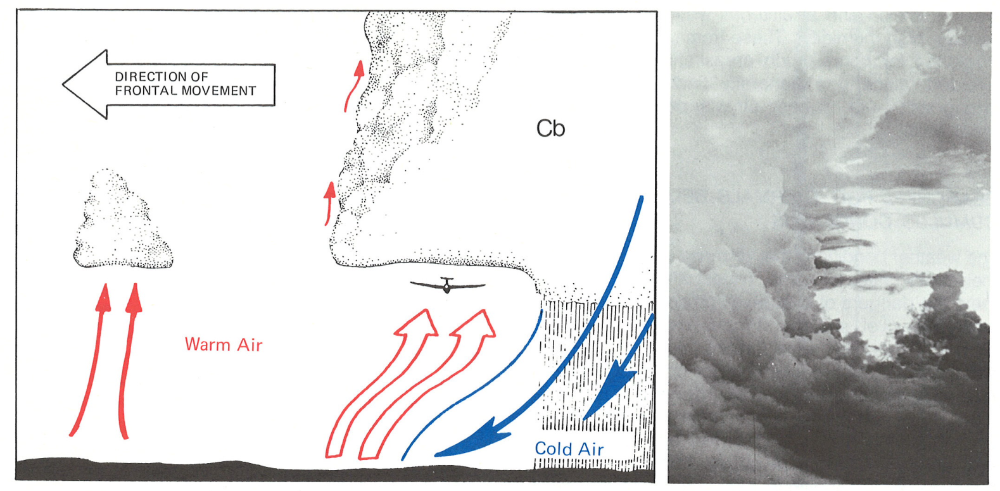 DIRECTION OF
FRONTAL MOVEMENT
Cb
Warm Air
Cold Air